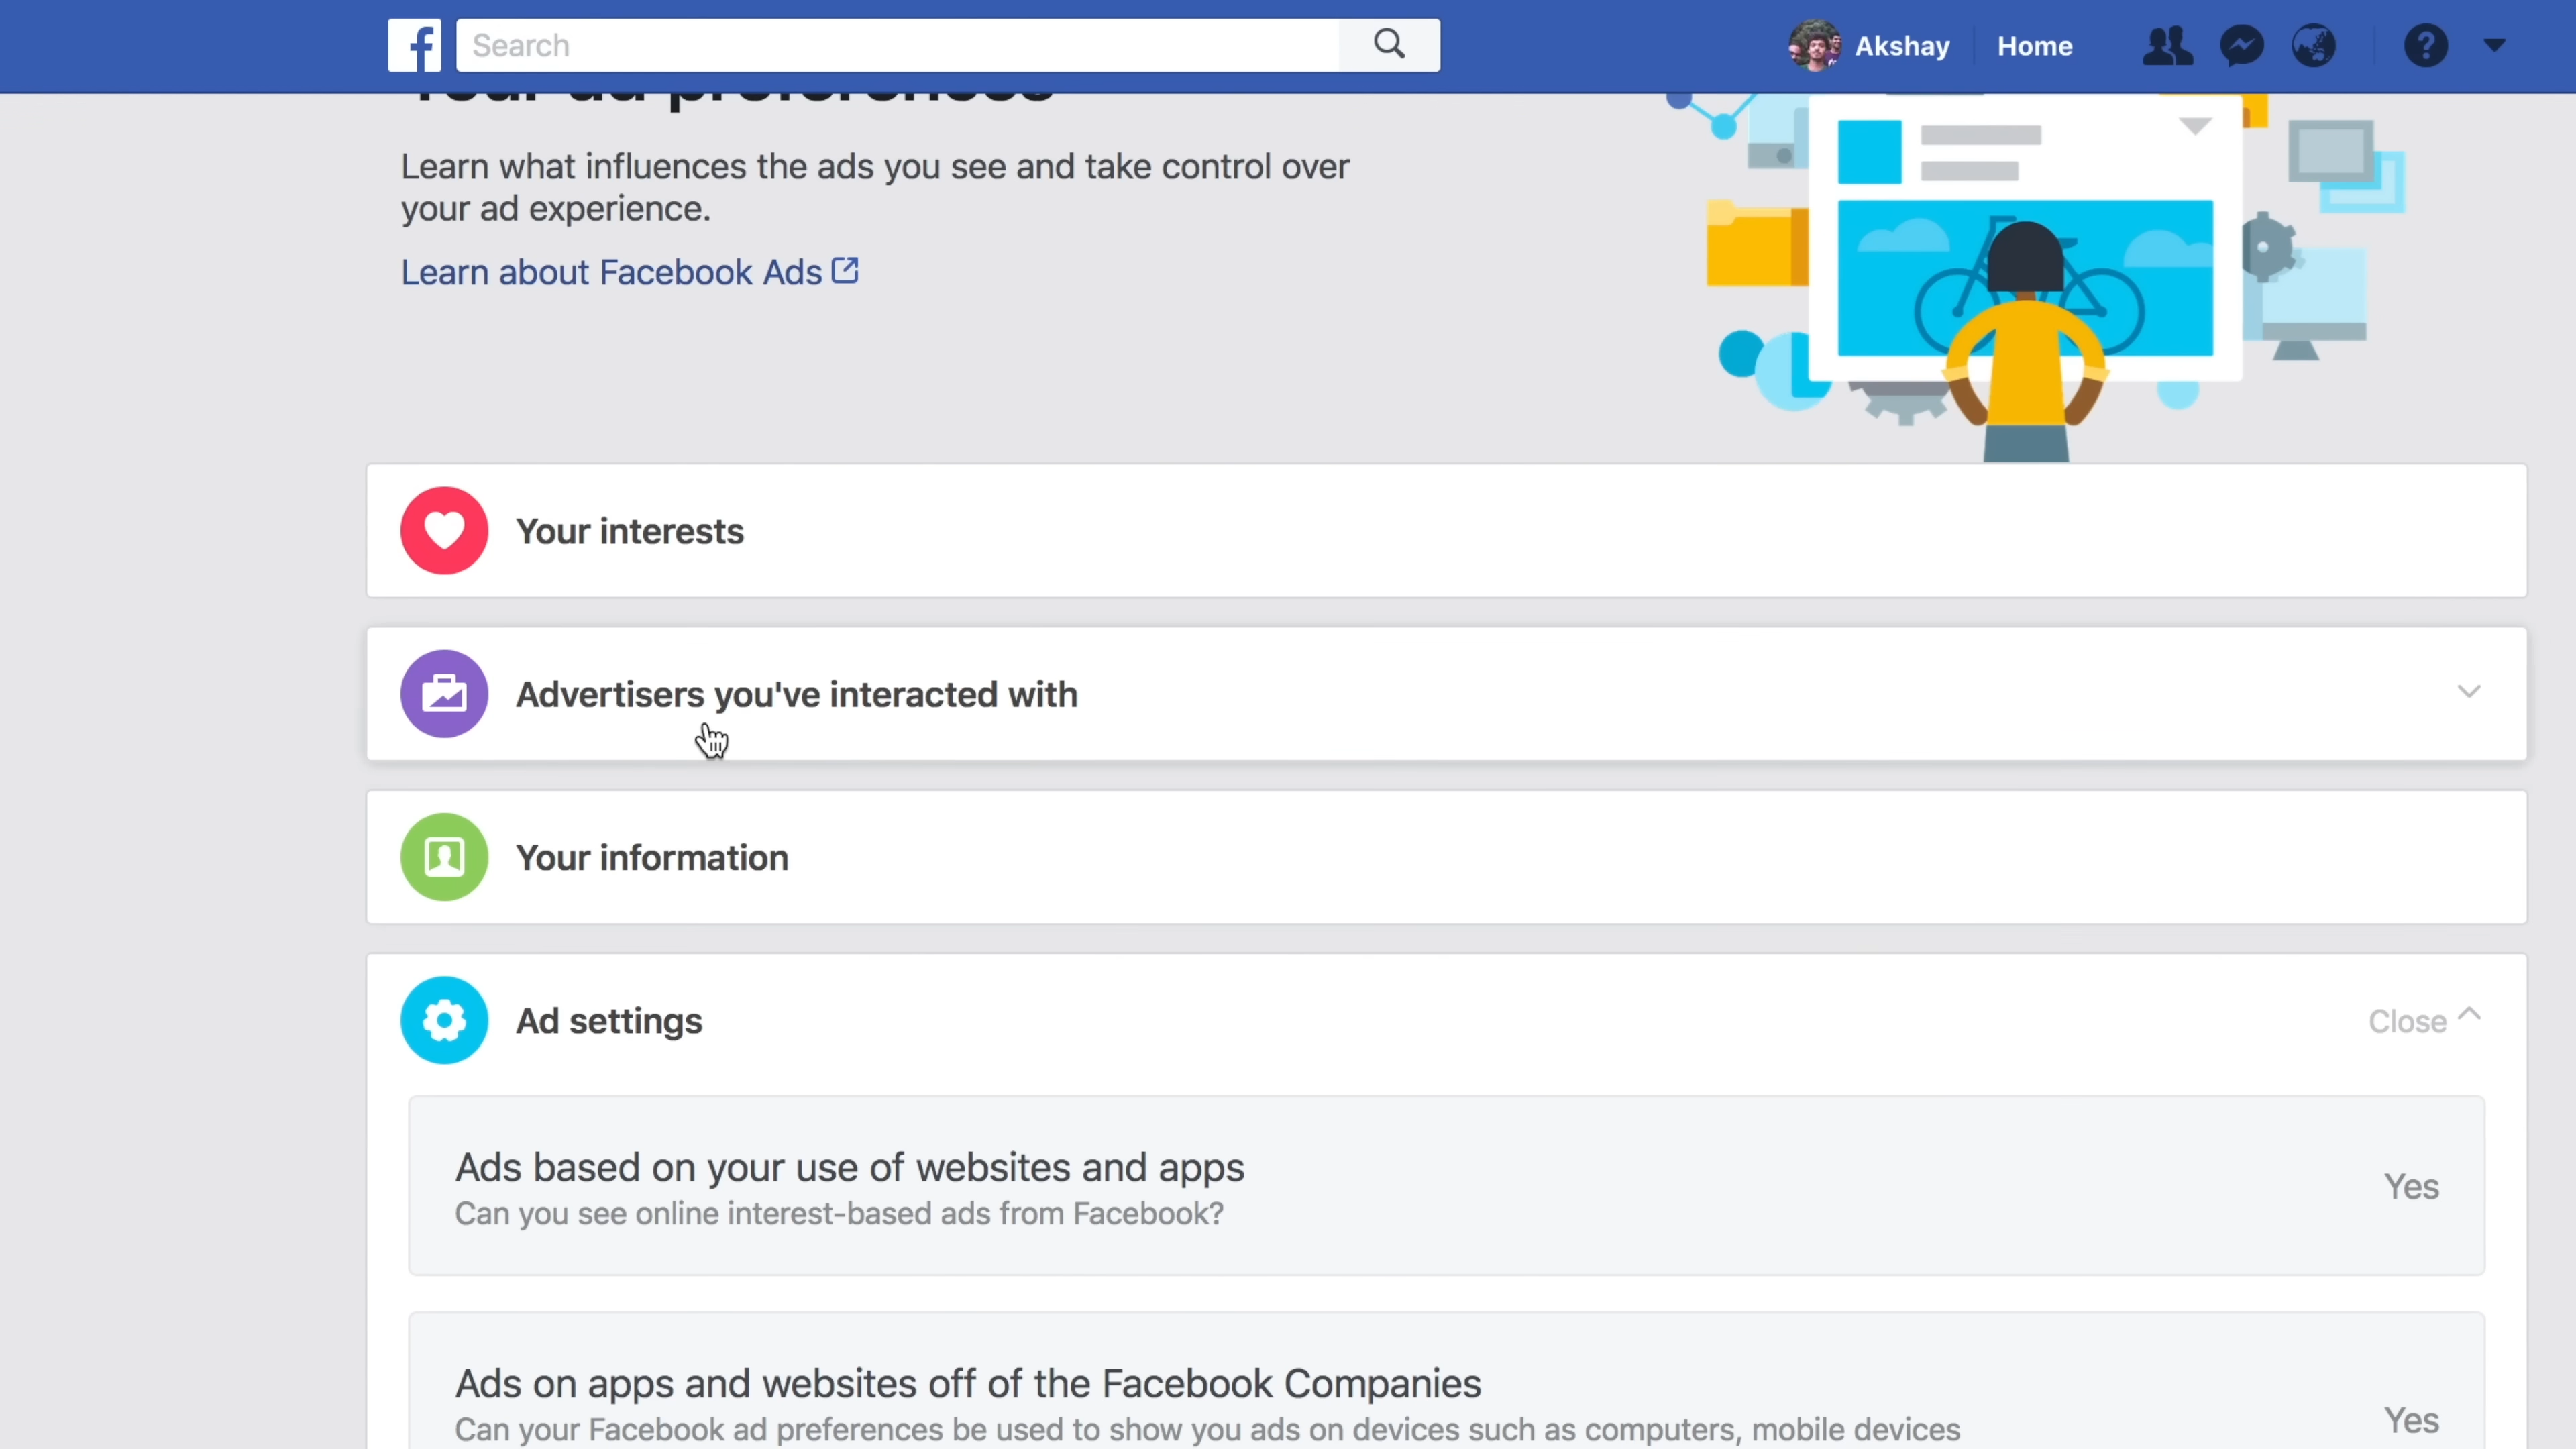 Search
Akshay
Home
Your ad preferences
Learn what influences the ads you see and take control over
your ad experience.
Learn about Facebook Ads
Your interests
Advertisers you've interacted with
Your information
Ad settings
Close
Ads based on your use of websites and apps
Can you see online interest-based ads from Facebook?
Yes
Ads on apps and websites off of the Facebook Companies
Can your Facebook ad preferences be used to show you ads on devices such as computers, mobile devices
Yes